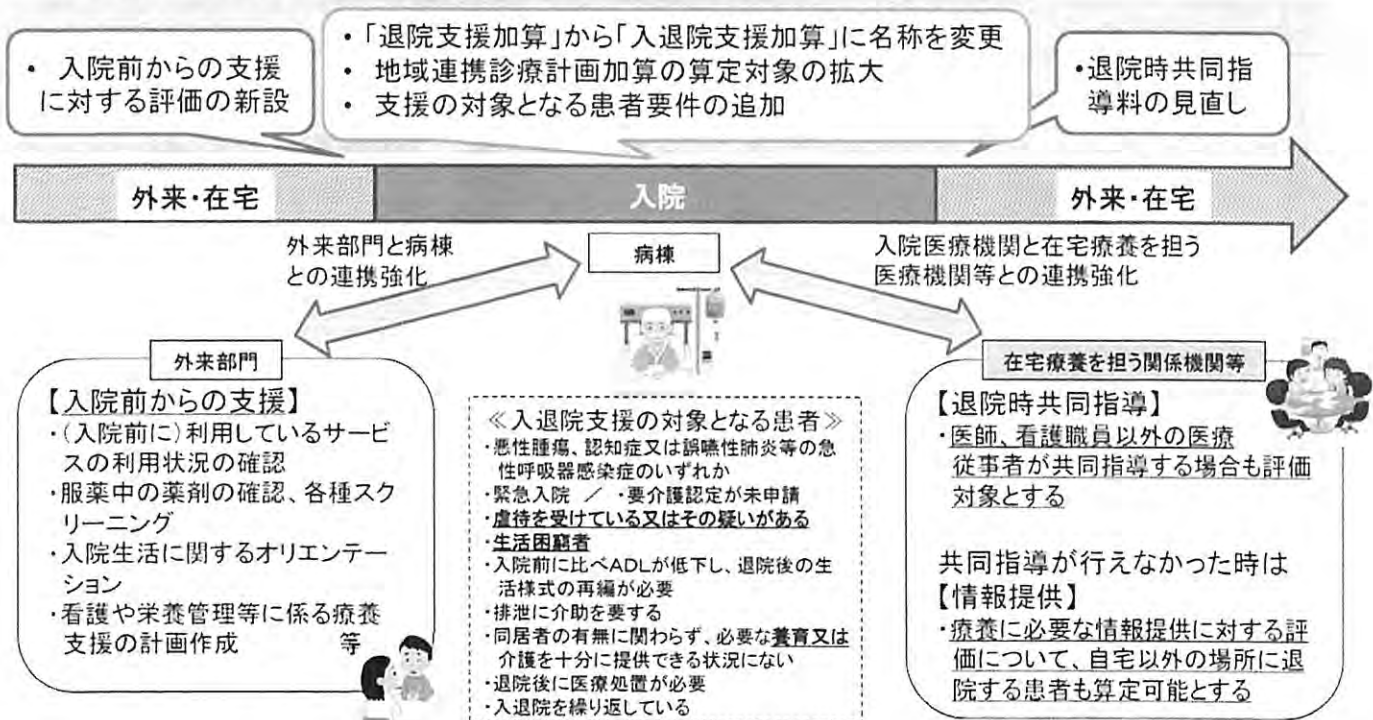 ・ 入院前からの支援
に対する評価の新設
・「退院支援加算」から「入退院支援加算」に名称を変更
・ 地域連携診療計画加算の算定対象の拡大
・ 支援の対象となる患者要件の追加
・退院時共同指
導料の見直し
外来・在宅
入院
外来・在宅
外来部門と病棟
との連携強化
病棟
入院医療機関と在宅療養を担う
医療機関等との連携強化
外来部門
【入院前からの支援】
・(入院前に)利用しているサービ
スの利用状況の確認
・服薬中の薬剤の確認、各種スク
リーニング
・入院生活に関するオリエンテー
ション
・看護や栄養管理等に係る療養
支援の計画作成 等
≪入退院支援の対象となる患者≫
・悪性腫瘍、認知症又は誤嚥性肺炎等の急
性呼吸器感染症のいずれか
・緊急入院 / ・要介護認定が未申請
・虐待を受けている又はその疑いがある
・生活困窮者
・入院前に比べADLが低下し、退院後の生
活様式の再編が必要
・排泄に介助を要する
・同居者の有無に関わらず、必要な養育又は
介護を十分に提供できる状況にない
・退院後に医療処置が必要
・入退院を繰り返している
在宅療養を担う関係機関等
【退院時共同指導】
・医師、看護職員以外の医療
従事者が共同指導する場合も評価
対象とする
共同指導が行えなかった時は
【情報提供】
・療養に必要な情報提供に対する評
価について、自宅以外の場所に退
院する患者も算定可能とする